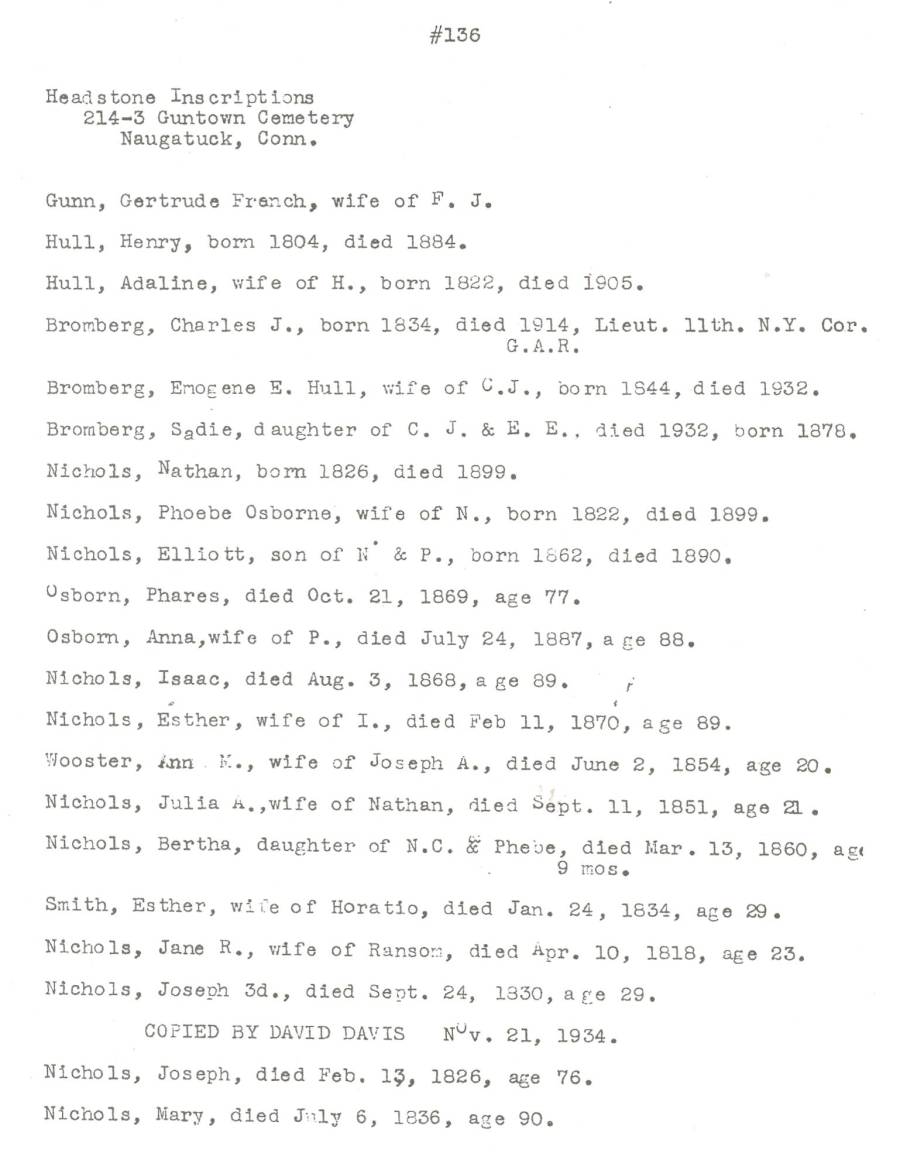 #136
Headstone Inscriptions
214-3 Guntown Cemetery
Naugatuck, Conn.
Gunn, Gertrude French, wife of F. J.
Hull, Henry, born 1804, died 1884.
Hull, Adaline, wife of H., born 1822, died 1905.
Bromberg, Charles J., born 1834, died 1914, Lieut. 11th. N.Y. Cor.
G.A.R.
Bromberg, Emogene E. Hull, wife of C.J., born 1844, died 1932.
Bromberg, Sadie, daughter of C. J. & E. E., died 1932, born 1878.
Nichols, Nathan, born 1826, died 1899.
Nichols, Phoebe Osborne, wife of N., born 1822, died 1899.
Nichols, Elliott, son of N. & P., born 1862, died 1890.
Osborn, Phares, died Oct. 21, 1869, age 77.
Osborn, Anna,wife of P., died July 24, 1887, age 88.
Nichols, Isaac, died Aug. 3, 1868, age 89.
Nichols, Esther, wife of I., died Feb 11, 1870, age 89.
Wooster, Ann M., wife of Joseph A., died June 2, 1854, age 20.
Nichols, Julia A.,wife of Nathan, died Sept. 11, 1851, age 21.
Nichols, Bertha, daughter of N.C. & Phebe, died Mar. 13, 1860, age
9 mos.
Smith, Esther, wife of Horatio, died Jan. 24, 1834, age 29.
Nichols, Jane R., wife of Ransom, died Apr. 10, 1818, age 23.
Nichols, Joseph 3d., died Sept. 24, 1830, age 29.
COPIED BY DAVID DAVIS Nov. 21, 1934.
Nichols, Joseph, died Feb. 13, 1826, age 76.
Nichols, Mary, died July 6, 1836, age 90.